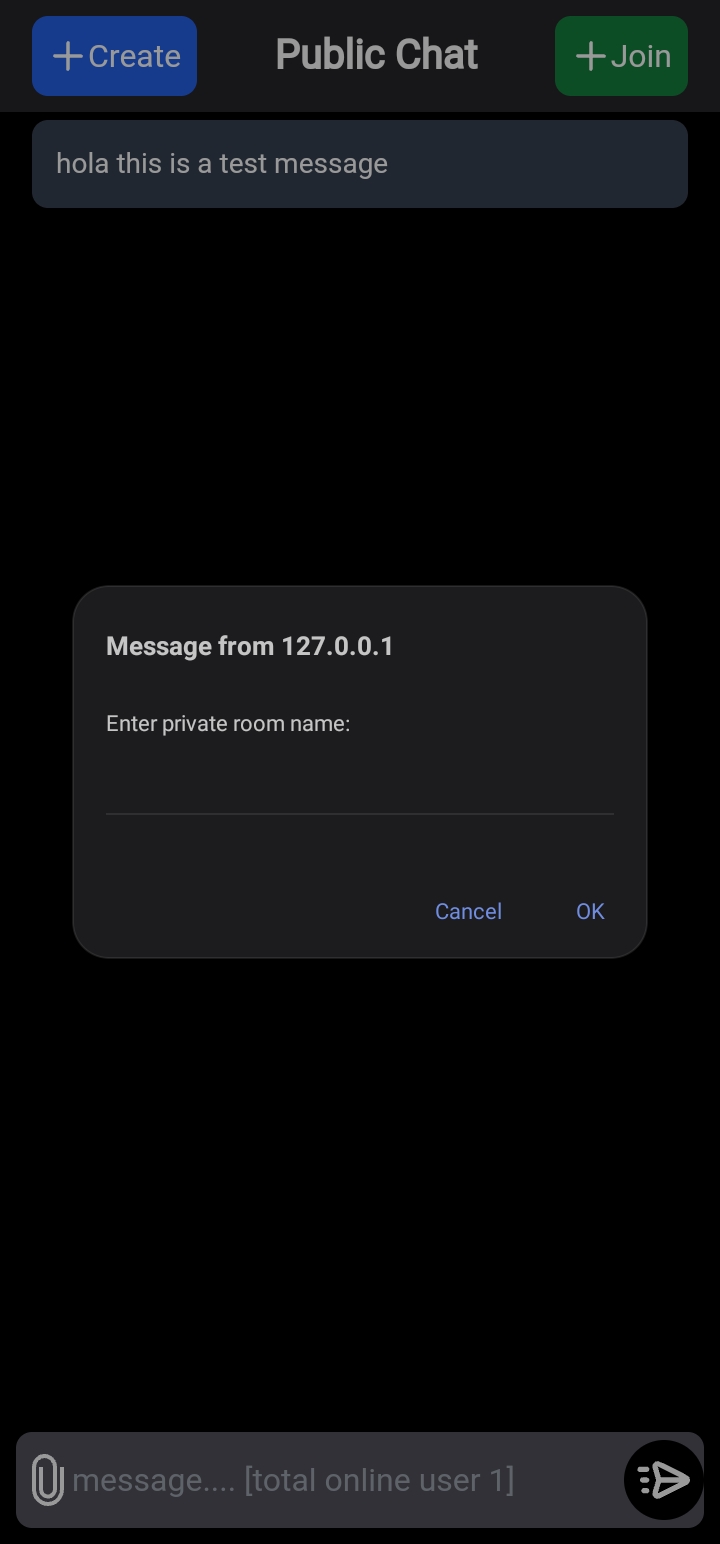 Create Public Chat Join
hola this is a test message
Message from 127.0.0.1
Enter private room name:
Cancel OK
message.... [total online user 1]